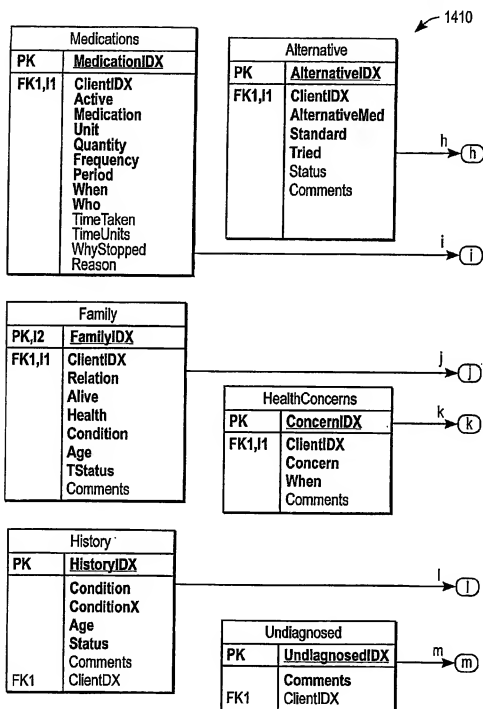 1410
Medications
PK MedicationIDX
FK1,I1 ClientIDX
Active
Medication
Unit
Quantity
Frequency
Period
When
Who
TimeTaken
TimeUnits
WhyStopped
Reason
Alternative
PK AlternativeIDX
FK1,I1 ClientIDX
AlternativeMed
Standard
Tried
Status
Comments
h h
i i
Family
PK,I2 FamilyIDX
FK1,I1 ClientIDX
Relation
Alive
Health
Condition
Age
TStatus
Comments
j j
HealthConcerns
PK ConcernIDX
FK1,I1 ClientIDX
Concern
When
Comments
k k
History
PK HistoryIDX
Condition
ConditionX
Age
Status
Comments
FK1 ClientDX
l l
Undiagnosed
PK UndiagnosedIDX
Comments
FK1 ClientIDX
m m